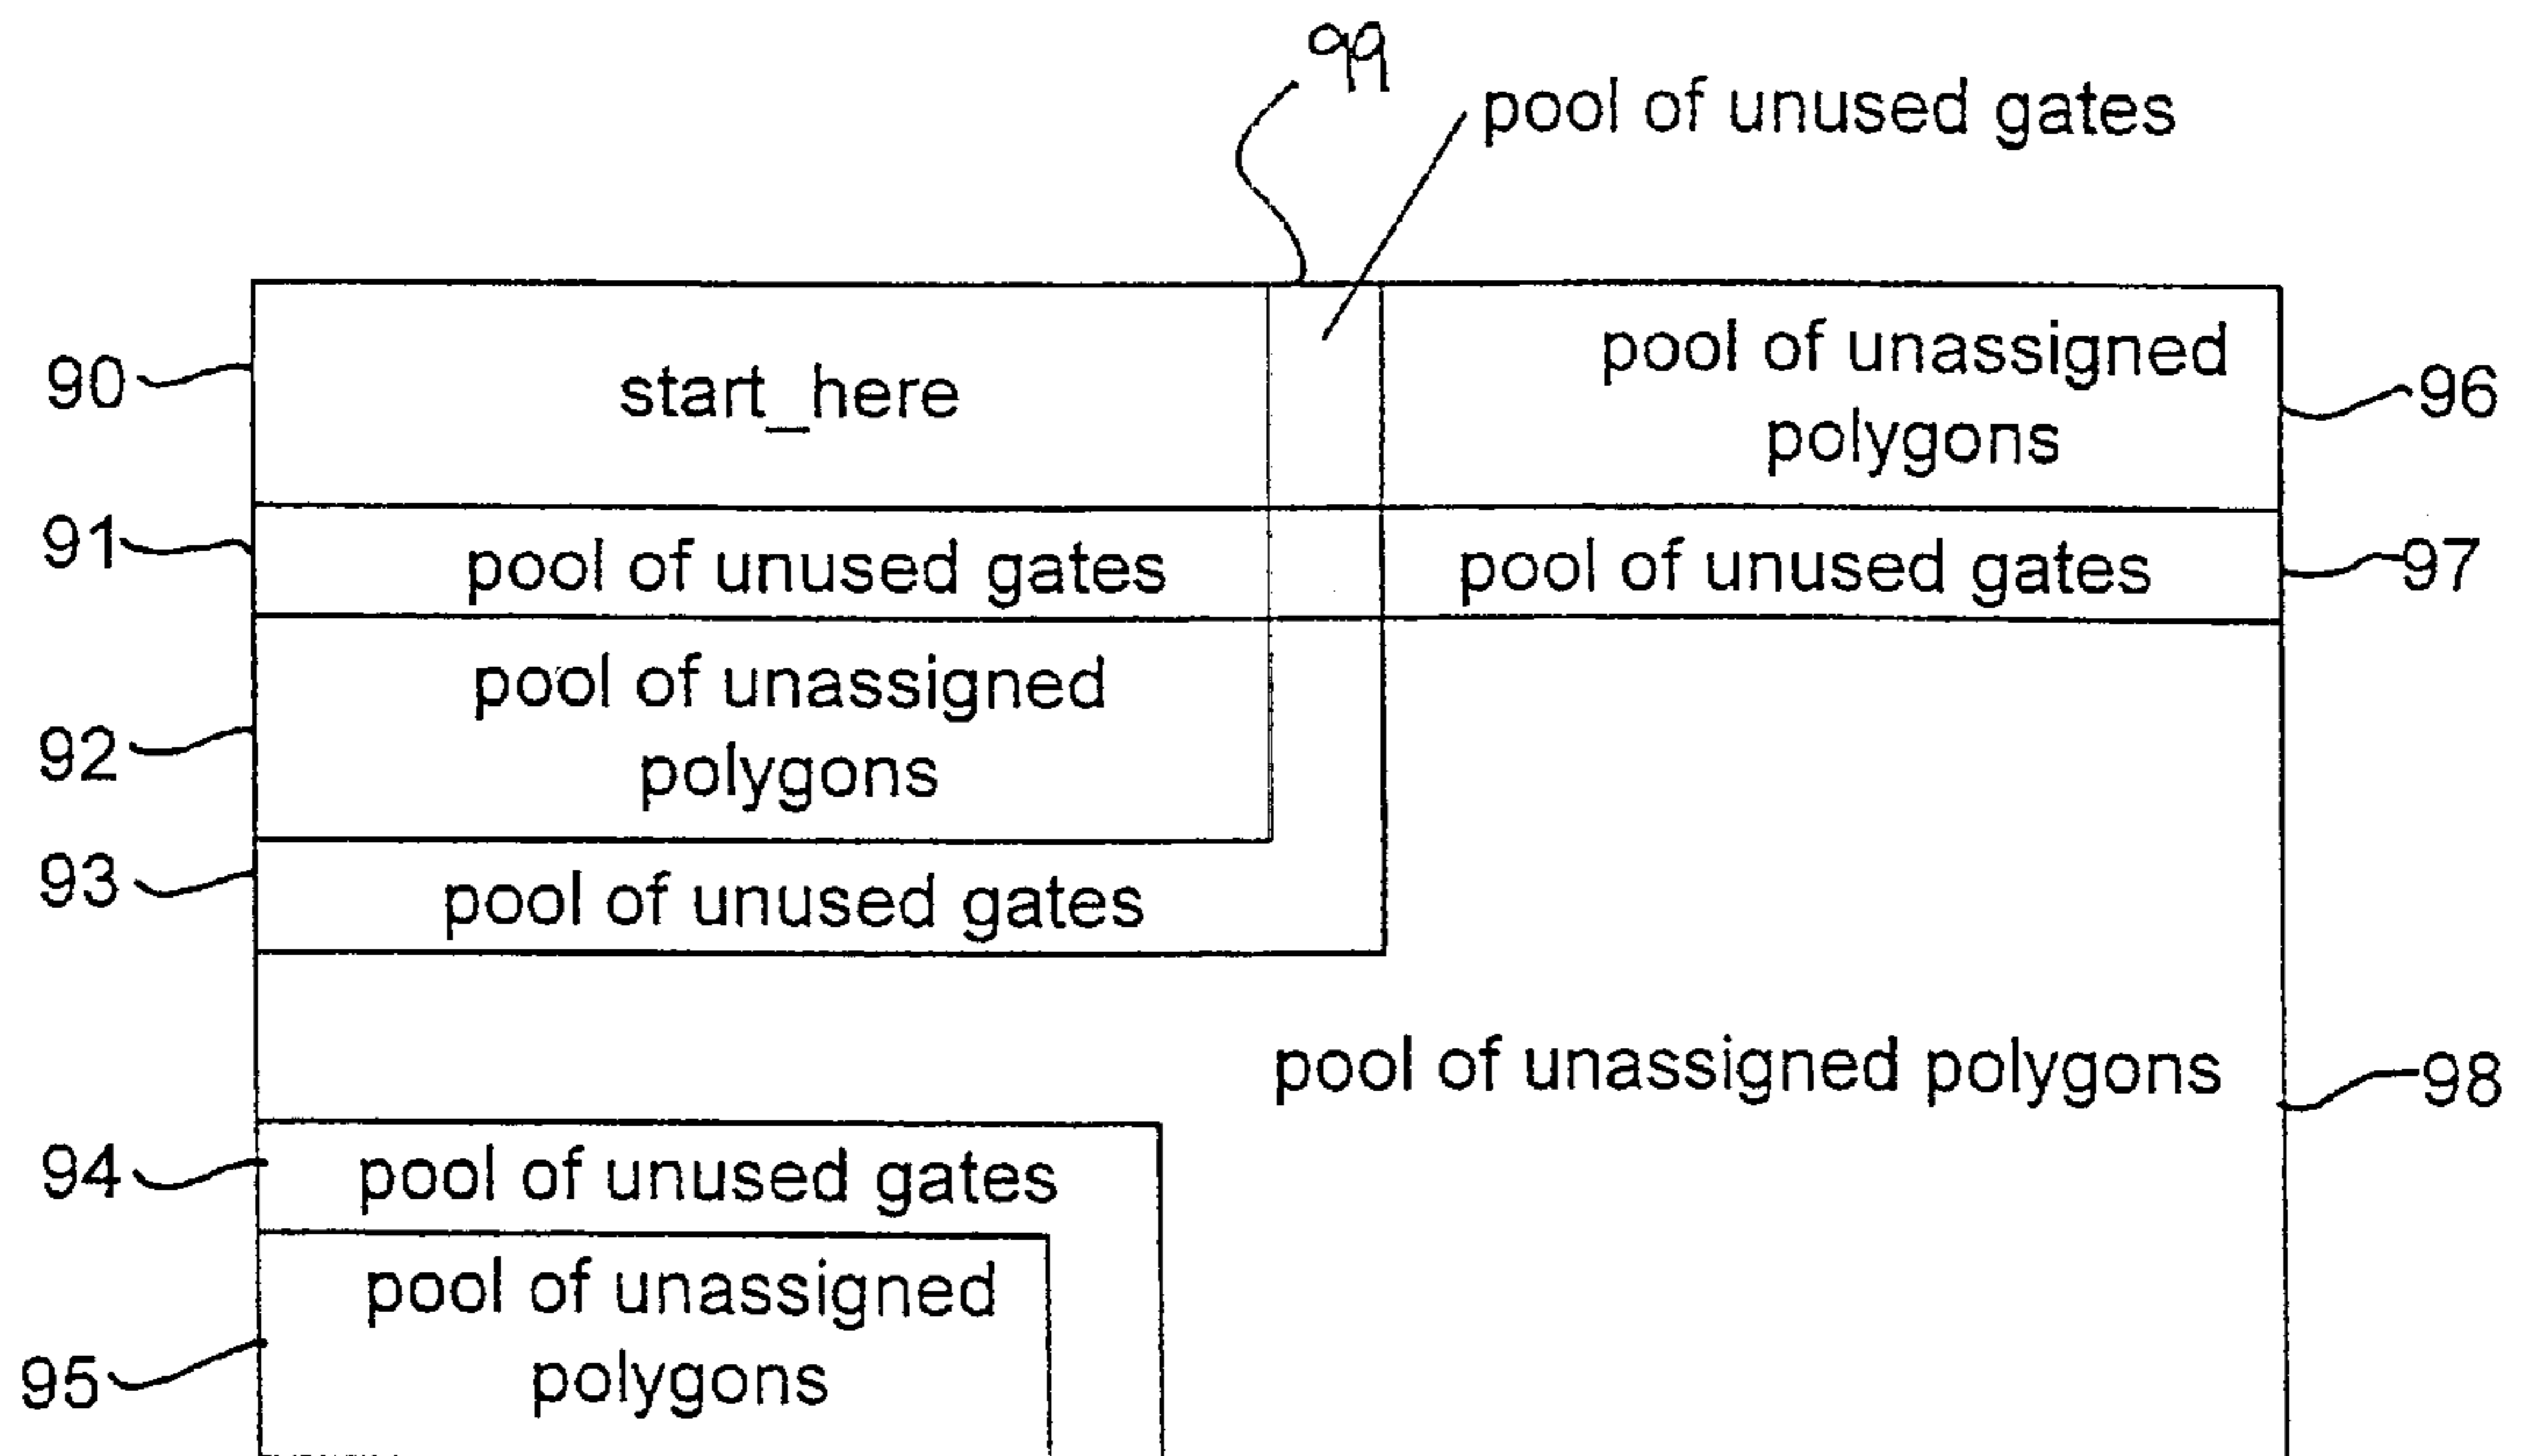 99
pool of unused gates
90
start_here
pool of unassigned
polygons
96
91
pool of unused gates
pool of unused gates
97
92
pool of unassigned
polygons
93
pool of unused gates
pool of unassigned polygons
98
94
pool of unused gates
95
pool of unassigned
polygons